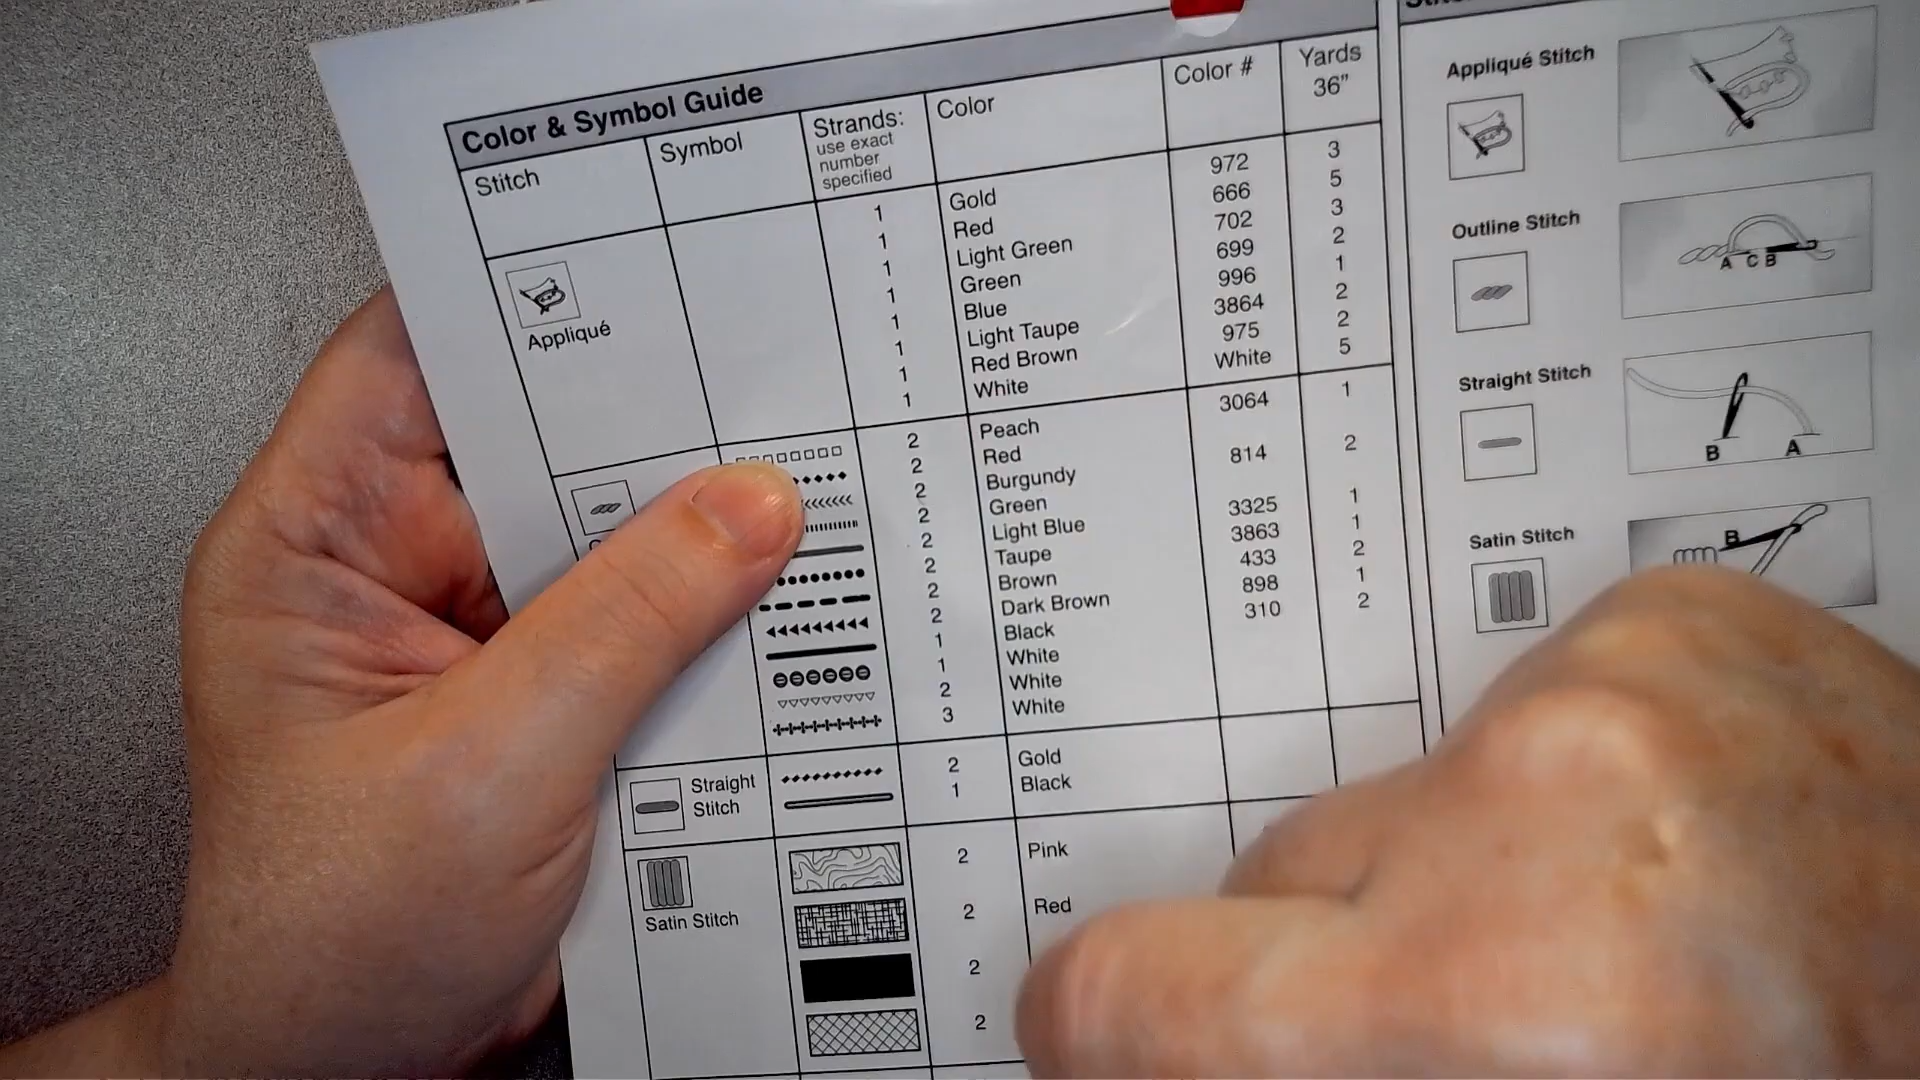 Color & Symbol Guide
Stitch Symbol Strands: use exact number specified Color Color # Yards 36”
Appliqué
1 Gold 972 3
1 Red 666 5
1 Light Green 702 3
1 Green 699 2
1 Blue 996 1
1 Light Taupe 3864 2
1 Red Brown 975 2
1 White White 5
2 Peach 3064 1
2 Red
2 Burgundy 814 2
2 Green
2 Light Blue 3325 1
2 Taupe 3863 1
2 Brown 433 2
2 Dark Brown 898 1
1 Black 310 2
1 White
2 White
3 White
Straight Stitch
2 Gold
1 Black
Satin Stitch
2 Pink
2 Red
2
2
Appliqué Stitch
Outline Stitch
A C B
Straight Stitch
B A
Satin Stitch
B